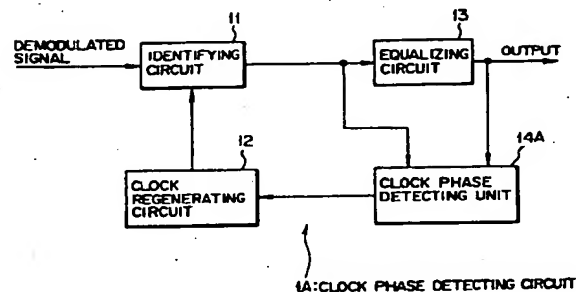 11
13
DEMODULATED
SIGNAL
IDENTIFYING
CIRCUIT
EQUALIZING
CIRCUIT
OUTPUT
12
14A
CLOCK
REGENERATING
CIRCUIT
CLOCK PHASE
DETECTING UNIT
1A:CLOCK PHASE DETECTING CIRCUIT